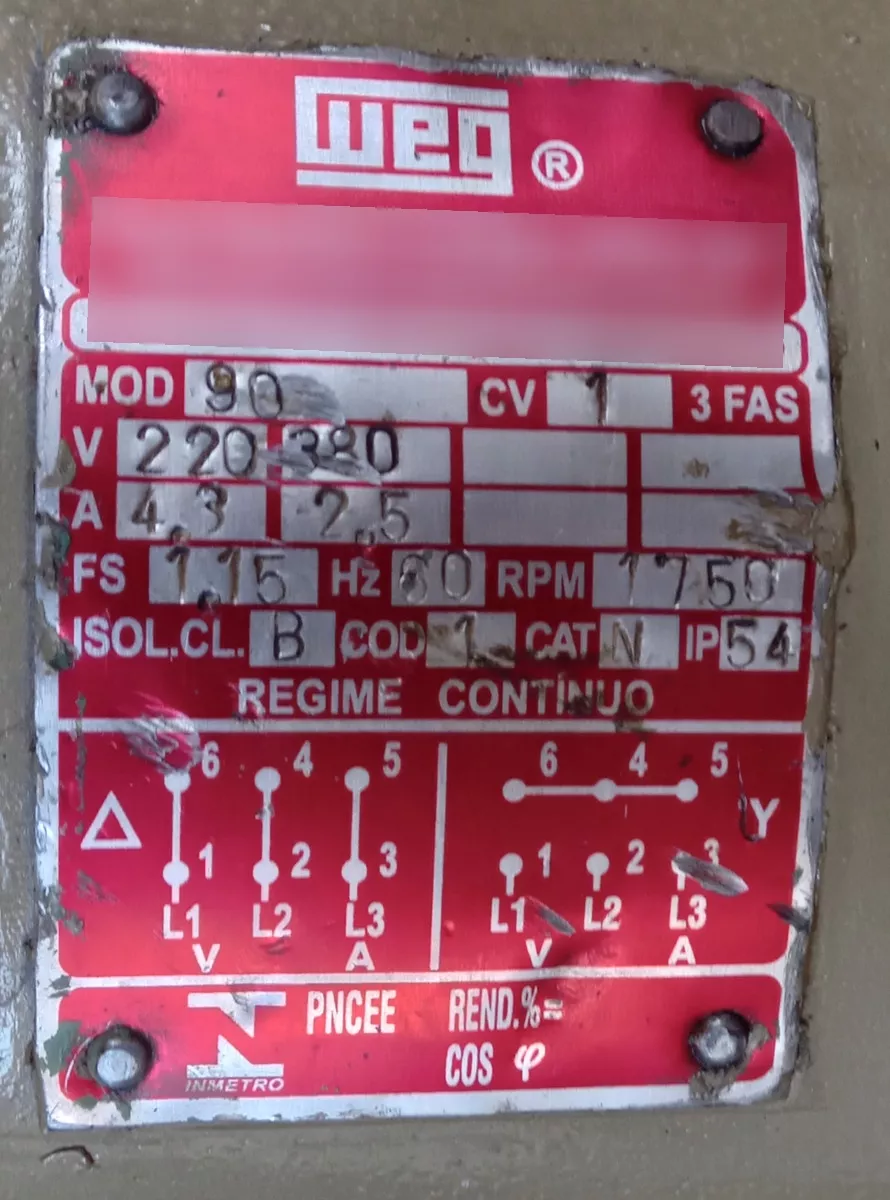 weg ®
MOD 90 CV 1 3 FAS
V 220 380
A 4,3 2,5
FS 1,15 Hz 60 RPM 1750
ISOL.CL. B COD 1 CAT N IP 54
REGIME CONTÍNUO
6 4 5 6 4 5
△ Y
1 2 3 1 2 3
L1 L2 L3 L1 L2 L3
V A V A
PNCEE REND.%=
COS φ
INMETRO